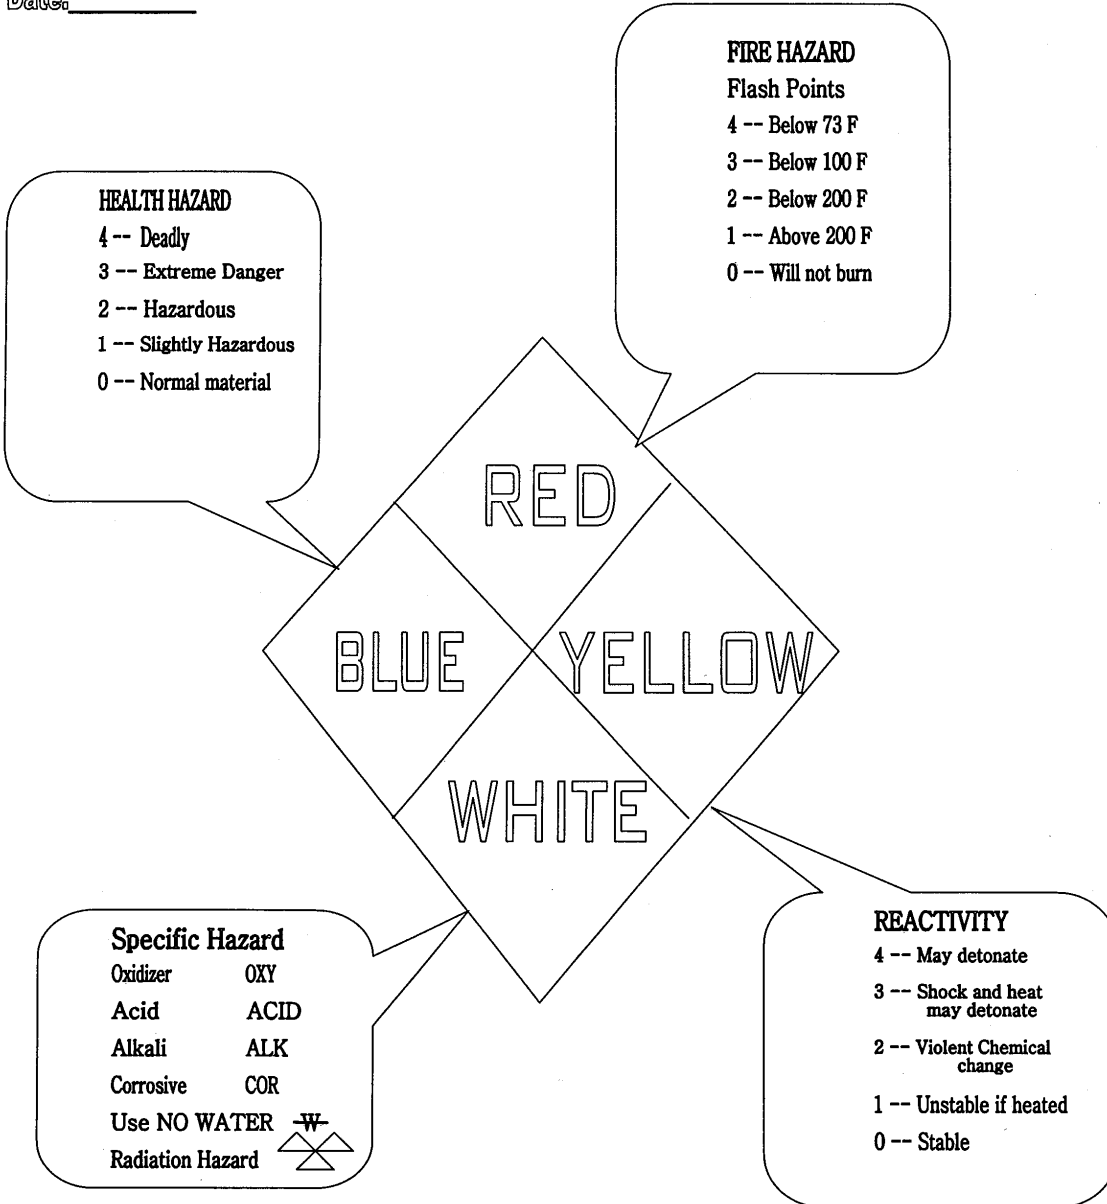 Date:
FIRE HAZARD
Flash Points
4 -- Below 73 F
3 -- Below 100 F
2 -- Below 200 F
1 -- Above 200 F
0 -- Will not burn
HEALTH HAZARD
4 -- Deadly
3 -- Extreme Danger
2 -- Hazardous
1 -- Slightly Hazardous
0 -- Normal material
RED
BLUE
YELLOW
WHITE
Specific Hazard
Oxidizer OXY
Acid ACID
Alkali ALK
Corrosive COR
Use NO WATER W
Radiation Hazard
REACTIVITY
4 -- May detonate
3 -- Shock and heat
may detonate
2 -- Violent Chemical
change
1 -- Unstable if heated
0 -- Stable